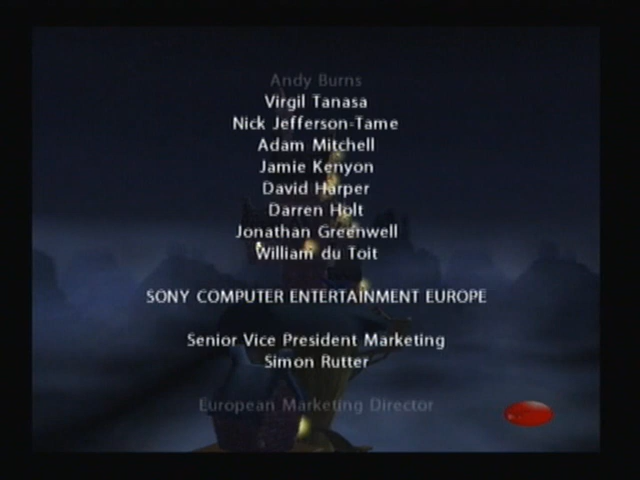 Andy Burns
Virgil Tanasa
Nick Jefferson-Tame
Adam Mitchell
Jamie Kenyon
David Harper
Darren Holt
Jonathan Greenwell
William du Toit
SONY COMPUTER ENTERTAINMENT EUROPE
Senior Vice President Marketing
Simon Rutter
European Marketing Director